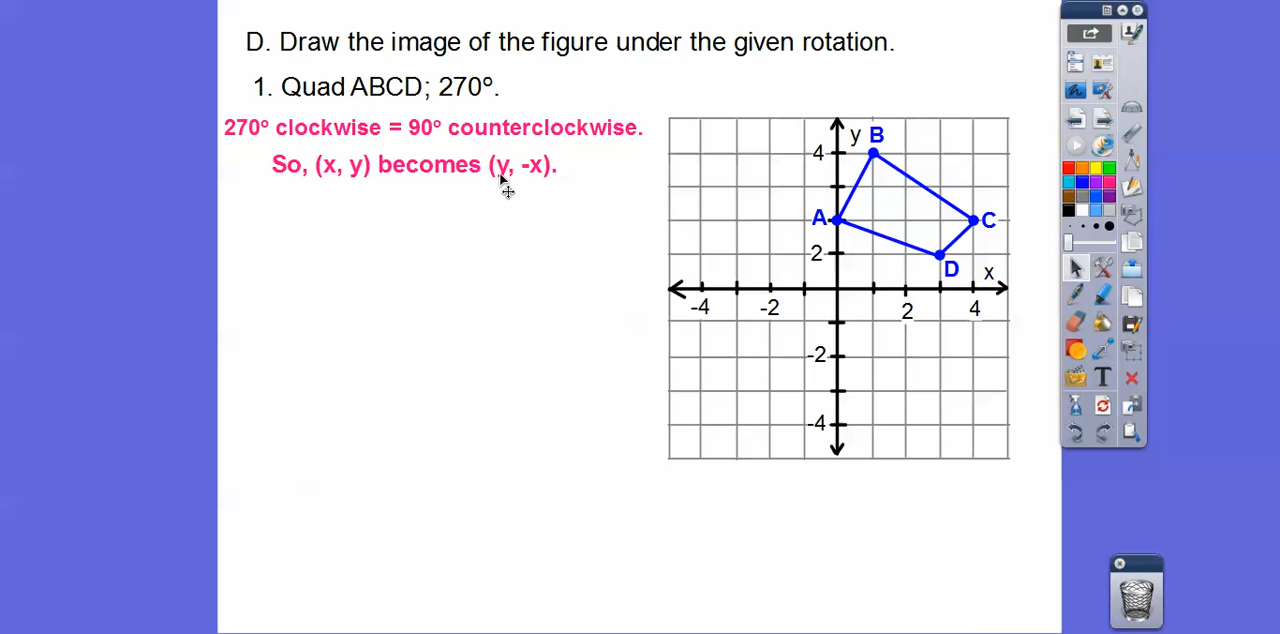 D. Draw the image of the figure under the given rotation.
1. Quad ABCD; 270°.
270° clockwise = 90° counterclockwise.
So, (x, y) becomes (y, -x).
y B
4
A
C
2
D
x
-4 -2 2 4
-2
-4
T